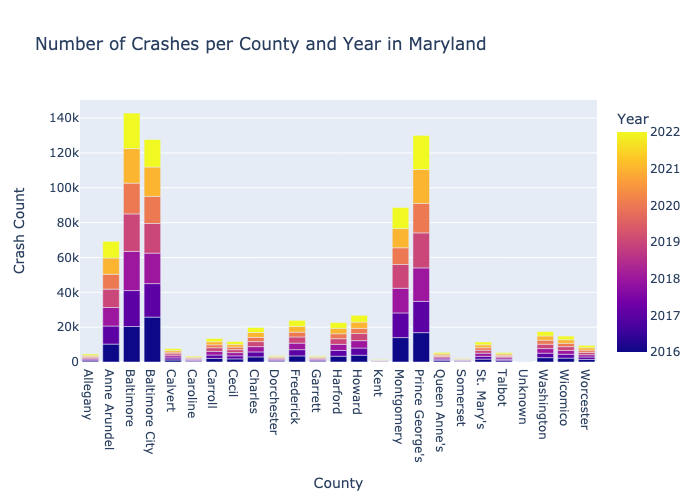 Number of Crashes per County and Year in Maryland
Year
2022
2021
2020
2019
2018
2017
2016
Crash Count
140k
120k
100k
80k
60k
40k
20k
0
Allegany
Anne Arundel
Baltimore
Baltimore City
Calvert
Caroline
Carroll
Cecil
Charles
Dorchester
Frederick
Garrett
Harford
Howard
Kent
Montgomery
Prince George's
Queen Anne's
Somerset
St. Mary's
Talbot
Unknown
Washington
Wicomico
Worcester
County